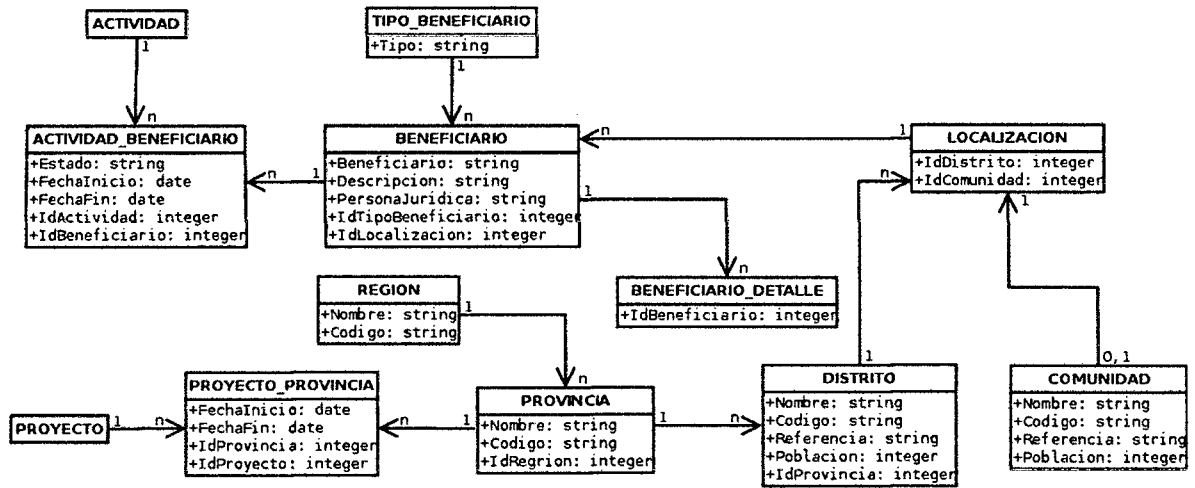 ACTIVIDAD
1
n
TIPO_BENEFICIARIO
+Tipo: string
1
n
ACTIVIDAD_BENEFICIARIO
+Estado: string
+FechaInicio: date
+FechaFin: date
+IdActividad: integer
+IdBeneficiario: integer
n
1
BENEFICIARIO
+Beneficiario: string
+Descripcion: string
+PersonaJuridica: string
+IdTipoBeneficiario: integer
+IdLocalizacion: integer
n
1
LOCALIZACION
+IdDistrito: integer
+IdComunidad: integer
n
1
1
n
BENEFICIARIO_DETALLE
+IdBeneficiario: integer
REGION
+Nombre: string
+Codigo: string
1
n
PROYECTO
1
n
PROYECTO_PROVINCIA
+FechaInicio: date
+FechaFin: date
+IdProvincia: integer
+IdProyecto: integer
n
1
PROVINCIA
+Nombre: string
+Codigo: string
+IdRegrion: integer
1
n
1
DISTRITO
+Nombre: string
+Codigo: string
+Referencia: string
+Poblacion: integer
+IdProvincia: integer
0,1
COMUNIDAD
+Nombre: string
+Codigo: string
+Referencia: string
+Poblacion: integer